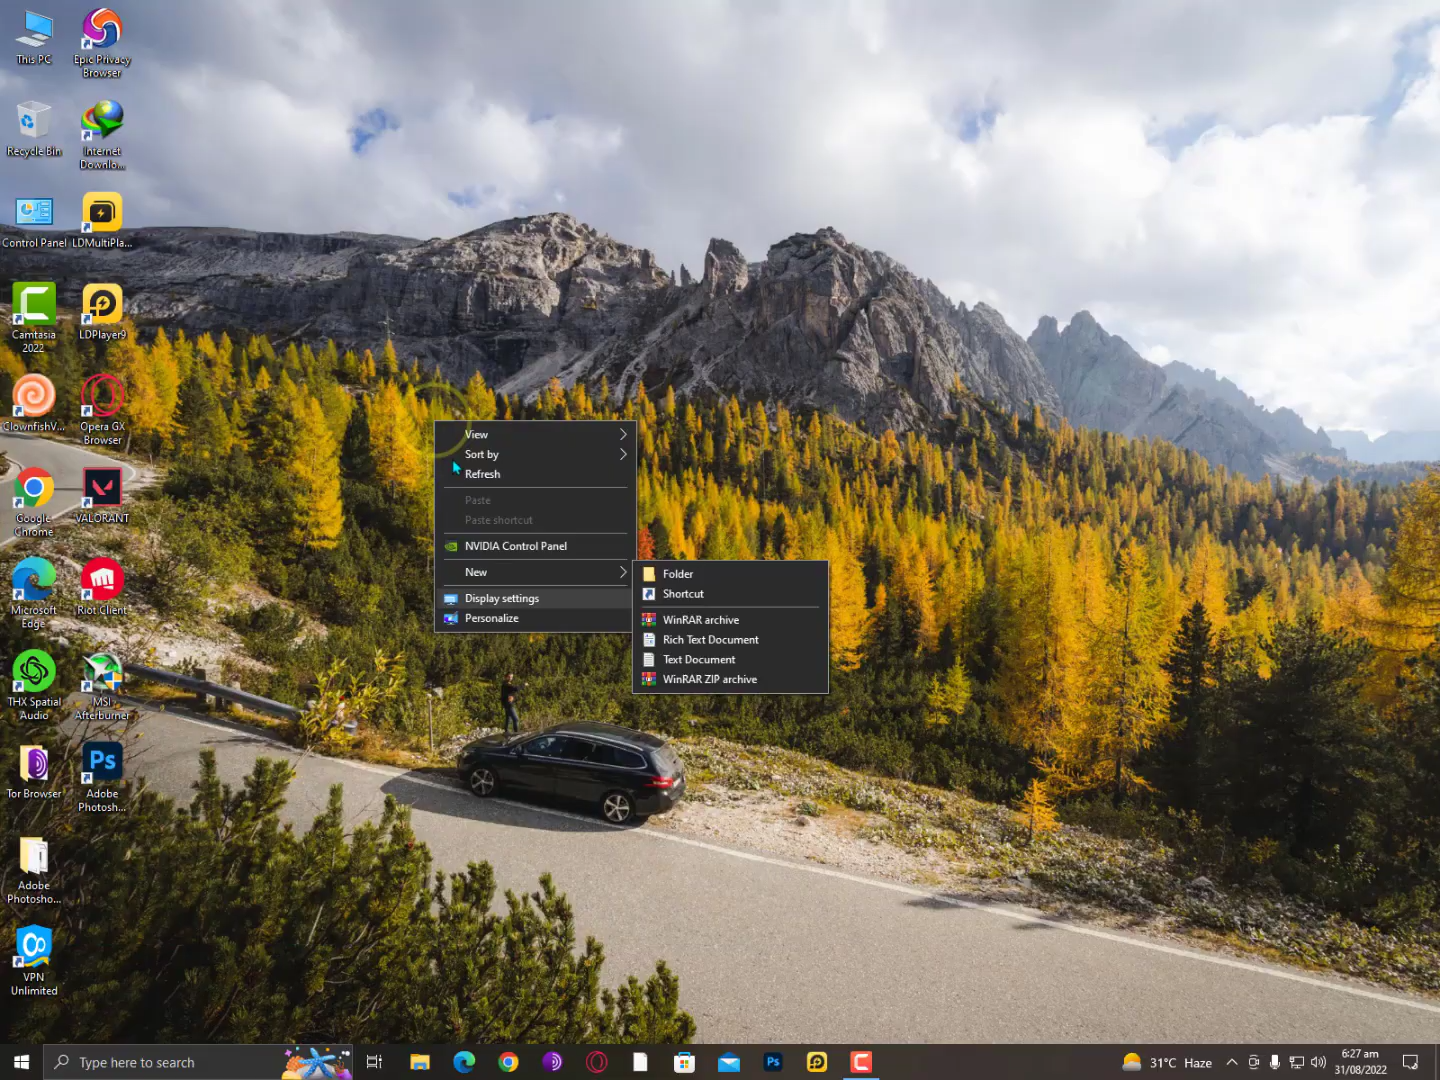 This PC
Epic Privacy
Browser
Recycle Bin
Internet
Downlo...
Control Panel
LDMultiPla...
Camtasia
2022
LDPlayer9
ClownfishV...
Opera GX
Browser
Google
Chrome
VALORANT
Microsoft
Edge
Riot Client
THX Spatial
Audio
MSI
Afterburner
Tor Browser
Ps
Adobe
Photosh...
Adobe
Photosho...
VPN
Unlimited
View
Sort by
Refresh
Paste
Paste shortcut
NVIDIA Control Panel
New
Display settings
Personalize
Folder
Shortcut
WinRAR archive
Rich Text Document
Text Document
WinRAR ZIP archive
Type here to search
Ps
31°C Haze
6:27 am
31/08/2022